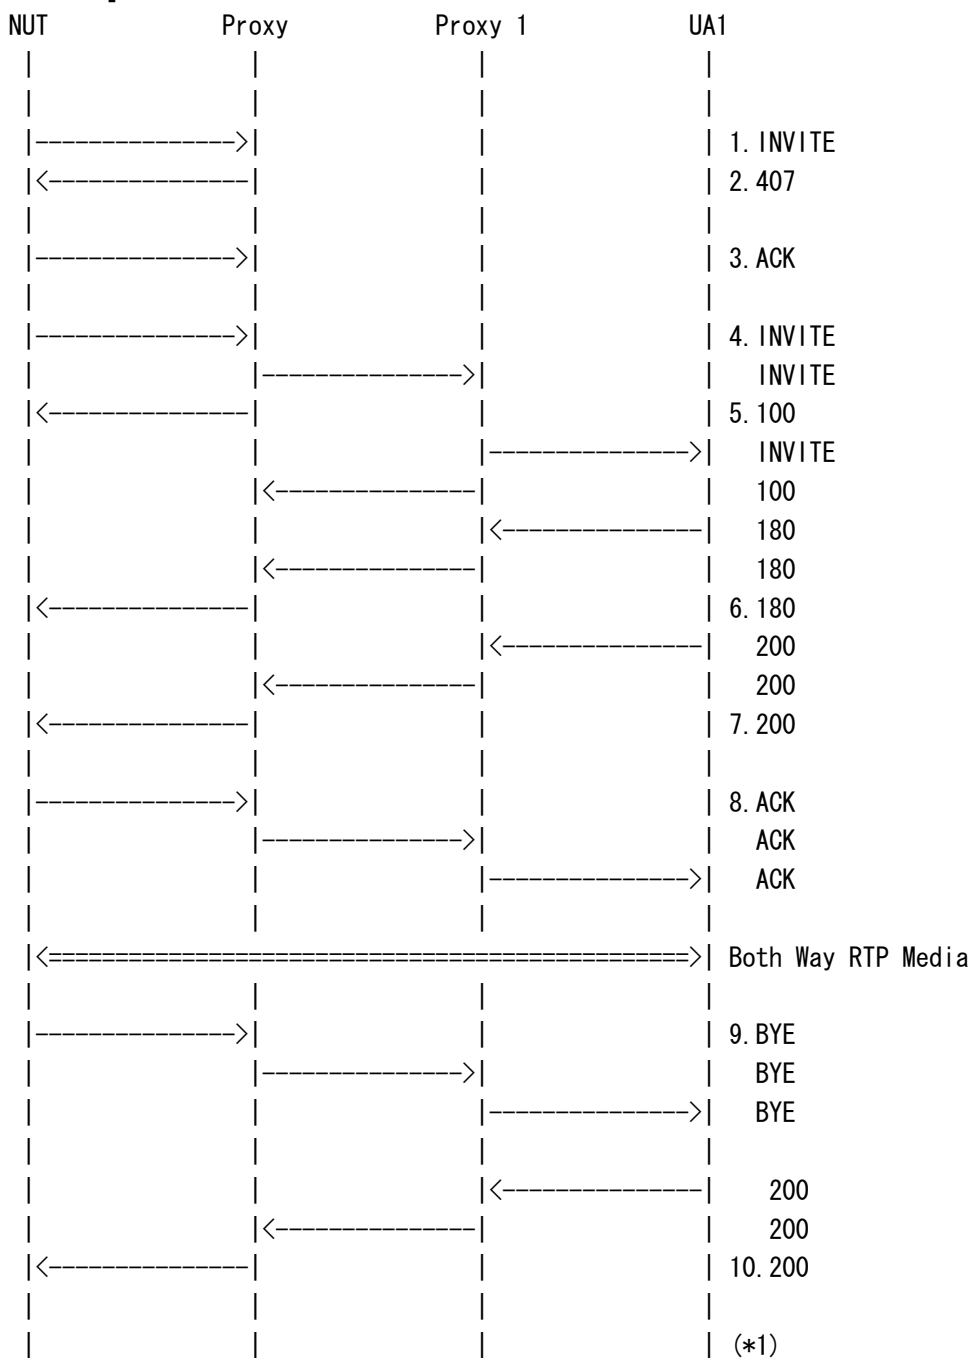 NUT Proxy Proxy 1 UA1
1.INVITE
2.407
3.ACK
4.INVITE
INVITE
5.100
INVITE
100
180
180
6.180
200
200
7.200
8.ACK
ACK
ACK
Both Way RTP Media
9.BYE
BYE
BYE
200
200
10.200
(*1)